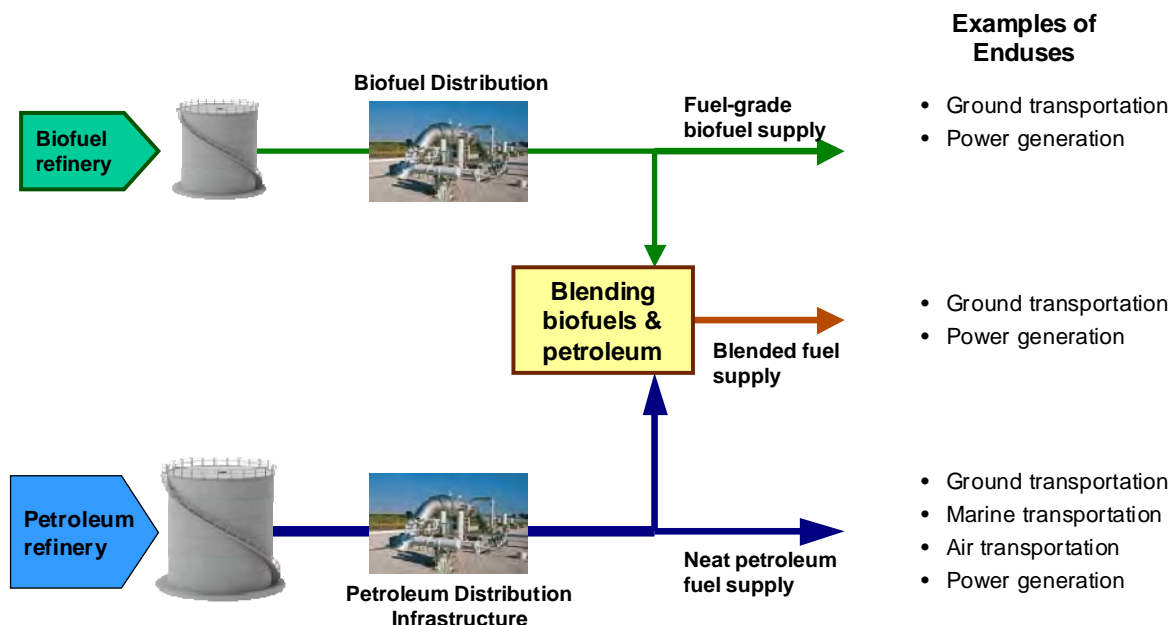 Examples of
Enduses
Biofuel Distribution
Fuel-grade
biofuel supply
• Ground transportation
• Power generation
Biofuel
refinery
Blending
biofuels &
petroleum
Blended fuel
supply
• Ground transportation
• Power generation
Petroleum
refinery
Petroleum Distribution
Infrastructure
Neat petroleum
fuel supply
• Ground transportation
• Marine transportation
• Air transportation
• Power generation